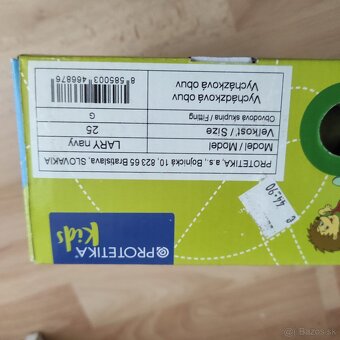 PROTETIKA, a.s., Bojnická 10, 823 65 Bratislava, SLOVAKIA
Model / Model
LARY navy
Veľkosť / Size
25
Obvodová skupina / Fitting
G
Vychádzková obuv
Vycházková obuv
8 585003 466876
PROTETIKA
Kids
€ 44.90
Bazos.sk